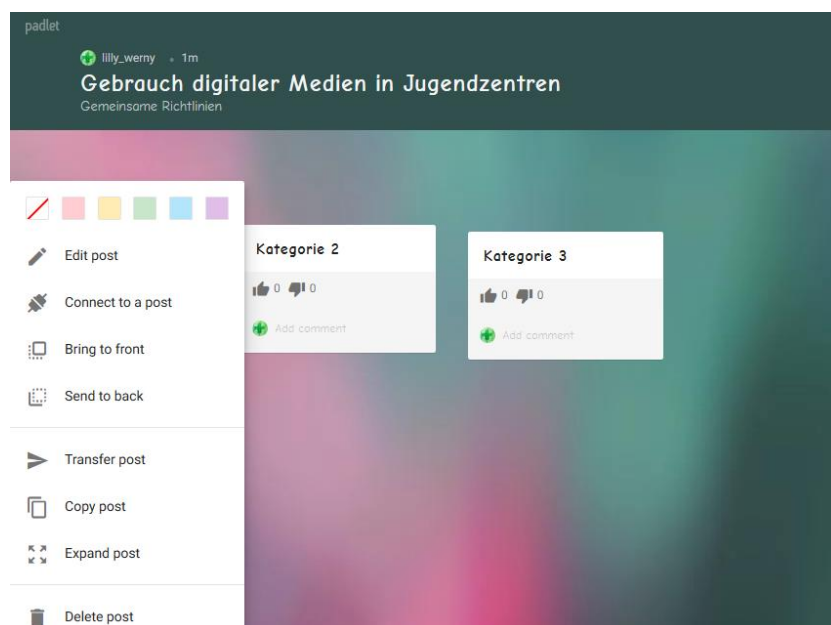 padlet
lilly_werny • 1m
Gebrauch digitaler Medien in Jugendzentren
Gemeinsame Richtlinien
Edit post
Connect to a post
Bring to front
Send to back
Transfer post
Copy post
Expand post
Delete post
Kategorie 2
0 0
Add comment
Kategorie 3
0 0
Add comment